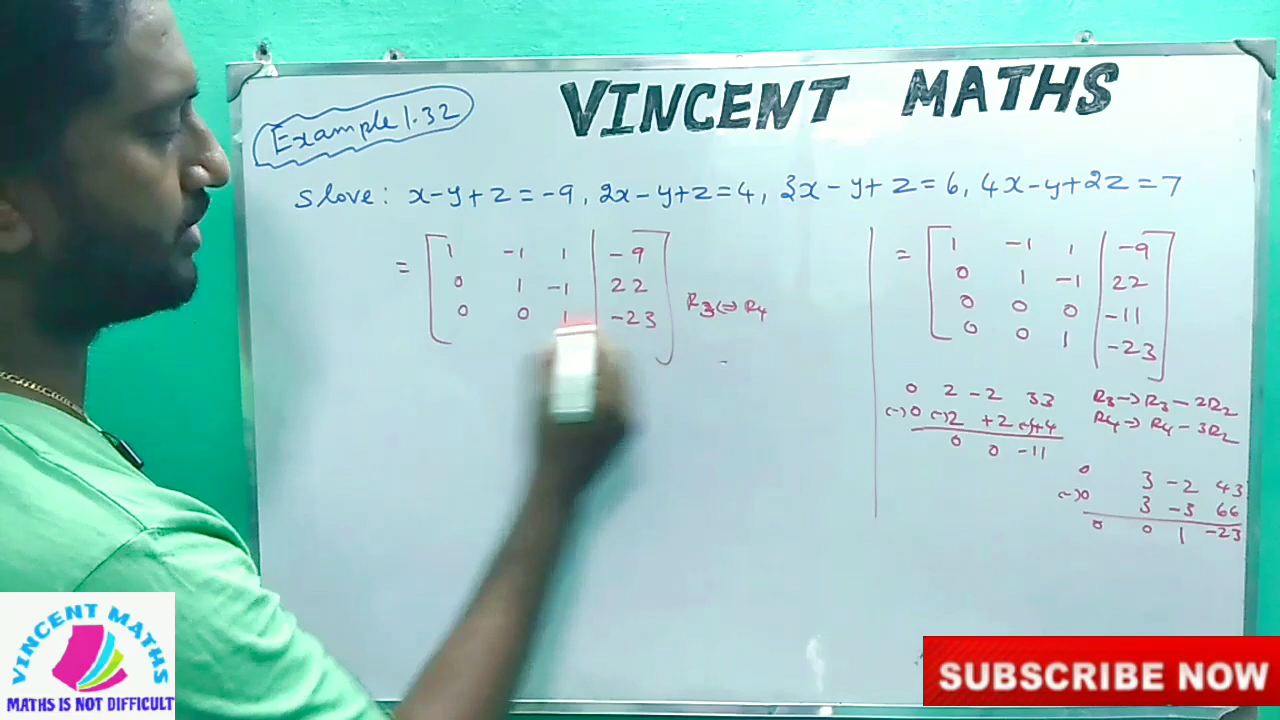 VINCENT MATHS
Example 1.32
Slove: x-y+z=-9, 2x-y+z=4, 3x-y+z=6, 4x-y+2z=7
= 1 -1 1 | -9
0 1 -1 | 22
0 0 1 | -23 R3↔R4
= 1 -1 1 | -9
0 1 -1 | 22
0 0 0 | -11
0 0 1 | -23
0 2 -2 33
(-)0 (-)2 +2 (-)44
0 0 -11
R3→R3-2R2
R4→R4-3R2
0 3 -2 43
(-)0 3 -3 66
0 0 1 -23
VINCENT MATHS
MATHS IS NOT DIFFICULT
SUBSCRIBE NOW